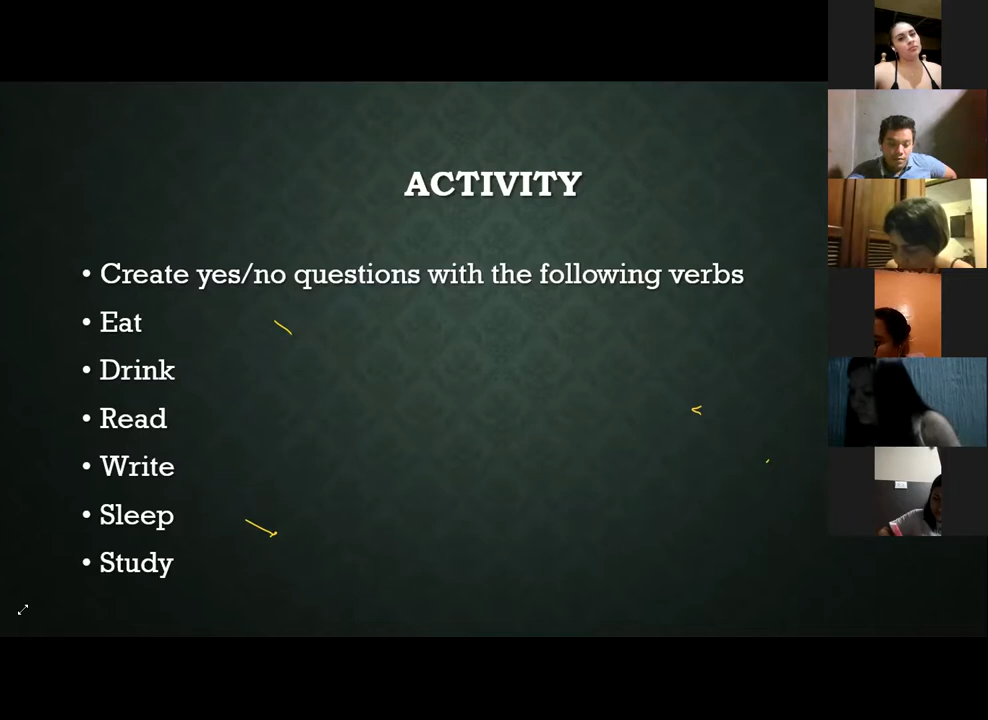 ACTIVITY
• Create yes/no questions with the following verbs
• Eat
• Drink
• Read
• Write
• Sleep
• Study